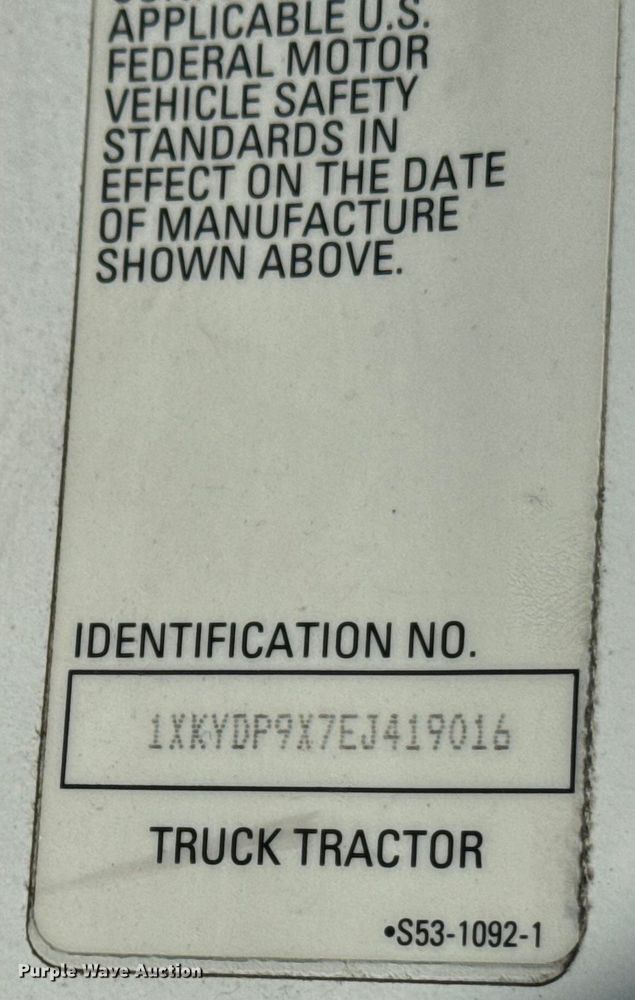 APPLICABLE U.S.
FEDERAL MOTOR
VEHICLE SAFETY
STANDARDS IN
EFFECT ON THE DATE
OF MANUFACTURE
SHOWN ABOVE.
IDENTIFICATION NO.
1XKYDP9X7EJ419016
TRUCK TRACTOR
•S53-1092-1
Purple Wave Auction